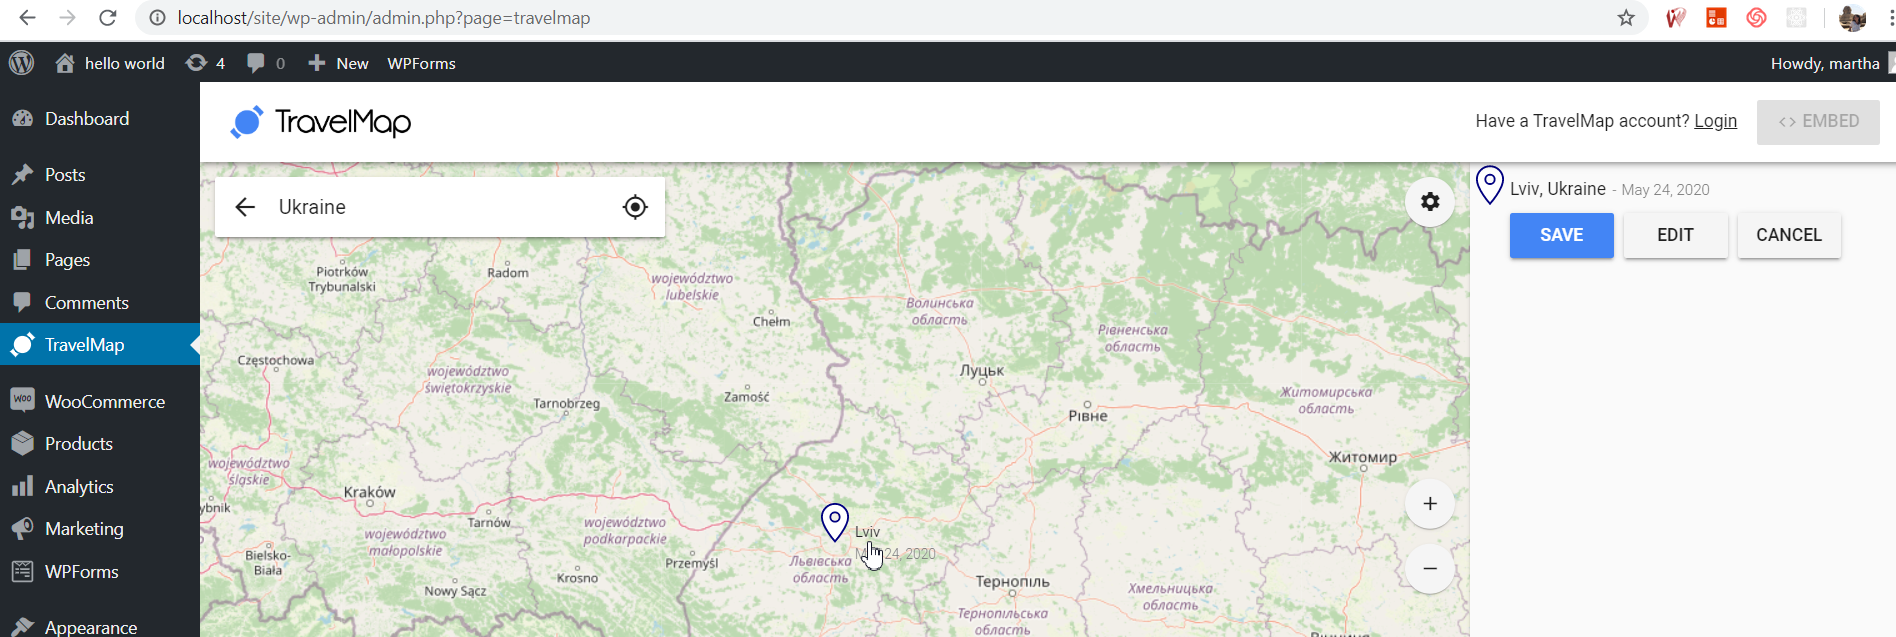 localhost/site/wp-admin/admin.php?page=travelmap
hello world
4
0
New
WPForms
Howdy, martha
Dashboard
Posts
Media
Pages
Comments
TravelMap
WooCommerce
Products
Analytics
Marketing
WPForms
Appearance
TravelMap
Have a TravelMap account? Login
<> EMBED
Ukraine
Lviv, Ukraine - May 24, 2020
SAVE
EDIT
CANCEL
Piotrków
Trybunalski
Radom
województwo
lubelskie
Chełm
Волинська
область
Рівненська
область
Częstochowa
województwo
świętokrzyskie
Tarnobrzeg
Zamość
Луцьк
Рівне
Житомирська
область
Житомир
województwo
śląskie
Kraków
Tarnów
województwo
małopolskie
województwo
podkarpackie
Bielsko-
Biała
Krosno
Przemyśl
Nowy Sącz
Lviv
24, 2020
Львівська
область
Тернопіль
Тернопільська
область
Хмельницька
область
+
−